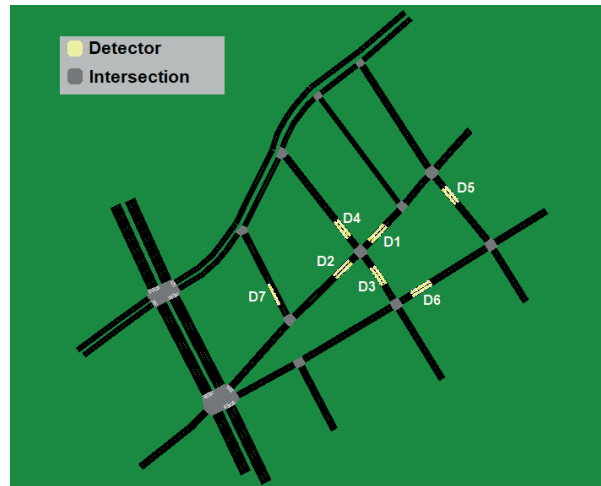 Detector
Intersection
D5
D4
D1
D2
D3
D7
D6